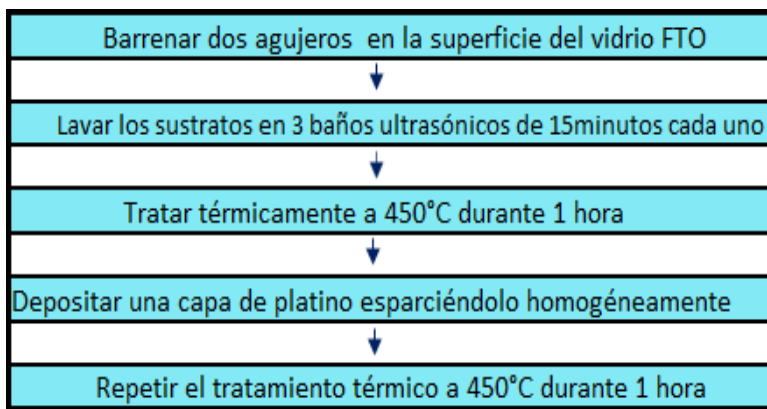 Barrenar dos agujeros en la superficie del vidrio FTO
Lavar los sustratos en 3 baños ultrasónicos de 15minutos cada uno
Tratar térmicamente a 450°C durante 1 hora
Depositar una capa de platino esparciéndolo homogéneamente
Repetir el tratamiento térmico a 450°C durante 1 hora